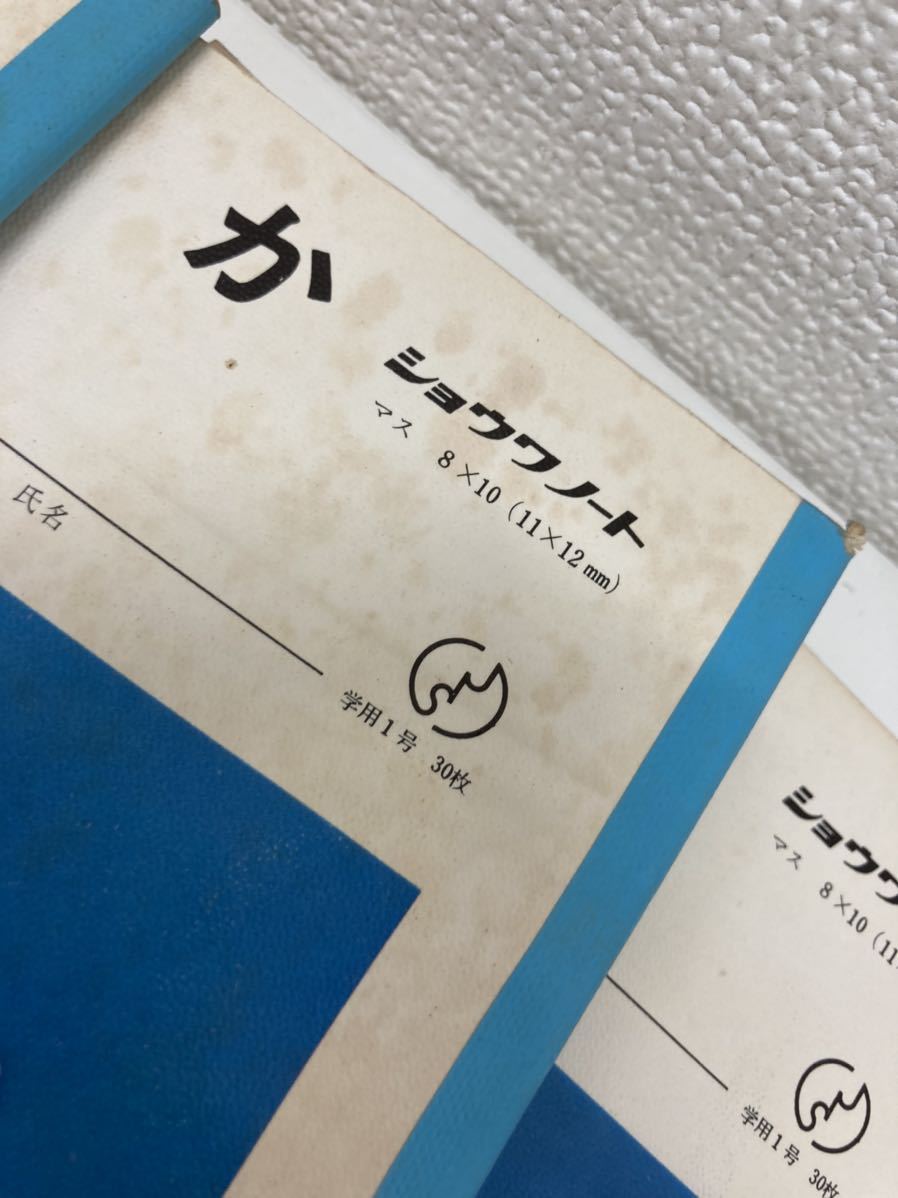 か
ショウワノート
マス 8×10 (11×12mm)
氏名
学用1号 30枚
ショウワ
マス 8×10 (11
学用1号 30枚